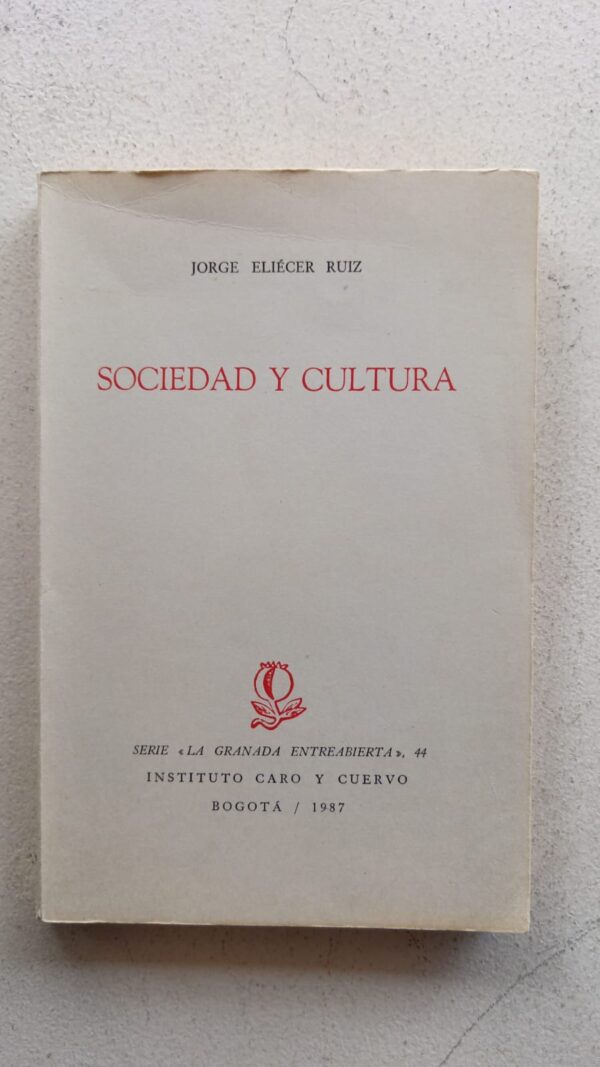 JORGE ELIÉCER RUIZ
SOCIEDAD Y CULTURA
SERIE «LA GRANADA ENTREABIERTA», 44
INSTITUTO CARO Y CUERVO
BOGOTÁ / 1987